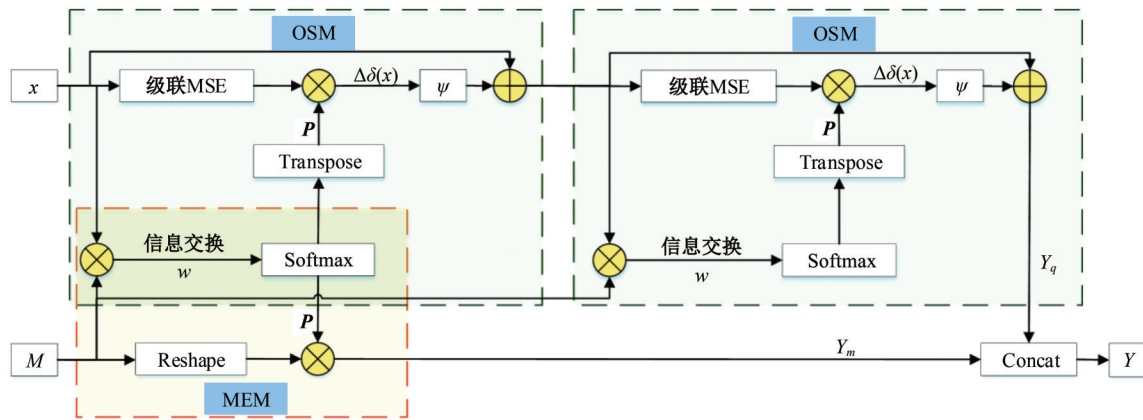 OSM
OSM
x
级联MSE
Δδ(x)
ψ
级联MSE
Δδ(x)
ψ
P
P
Transpose
Transpose
信息交换
w
Softmax
信息交换
w
Softmax
Y_q
P
M
Reshape
Y_m
Concat
Y
MEM